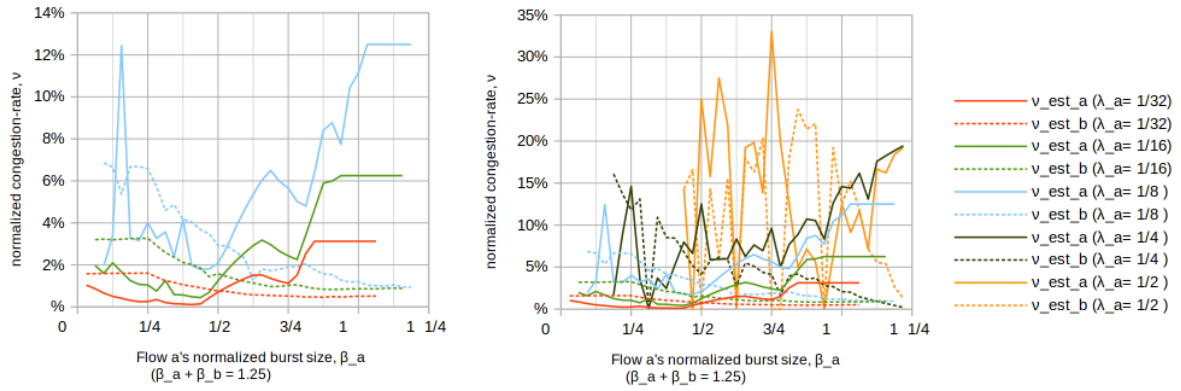 14%
12%
10%
8%
6%
4%
2%
0%
normalized congestion-rate, ν
0
1/4
1/2
3/4
1
1 1/4
Flow a's normalized burst size, β_a
(β_a + β_b = 1.25)
35%
30%
25%
20%
15%
10%
5%
0%
normalized congestion-rate, ν
0
1/4
1/2
3/4
1
1 1/4
Flow a's normalized burst size, β_a
(β_a + β_b = 1.25)
ν_est_a (λ_a= 1/32)
ν_est_b (λ_a= 1/32)
ν_est_a (λ_a= 1/16)
ν_est_b (λ_a= 1/16)
ν_est_a (λ_a= 1/8 )
ν_est_b (λ_a= 1/8 )
ν_est_a (λ_a= 1/4 )
ν_est_b (λ_a= 1/4 )
ν_est_a (λ_a= 1/2 )
ν_est_b (λ_a= 1/2 )